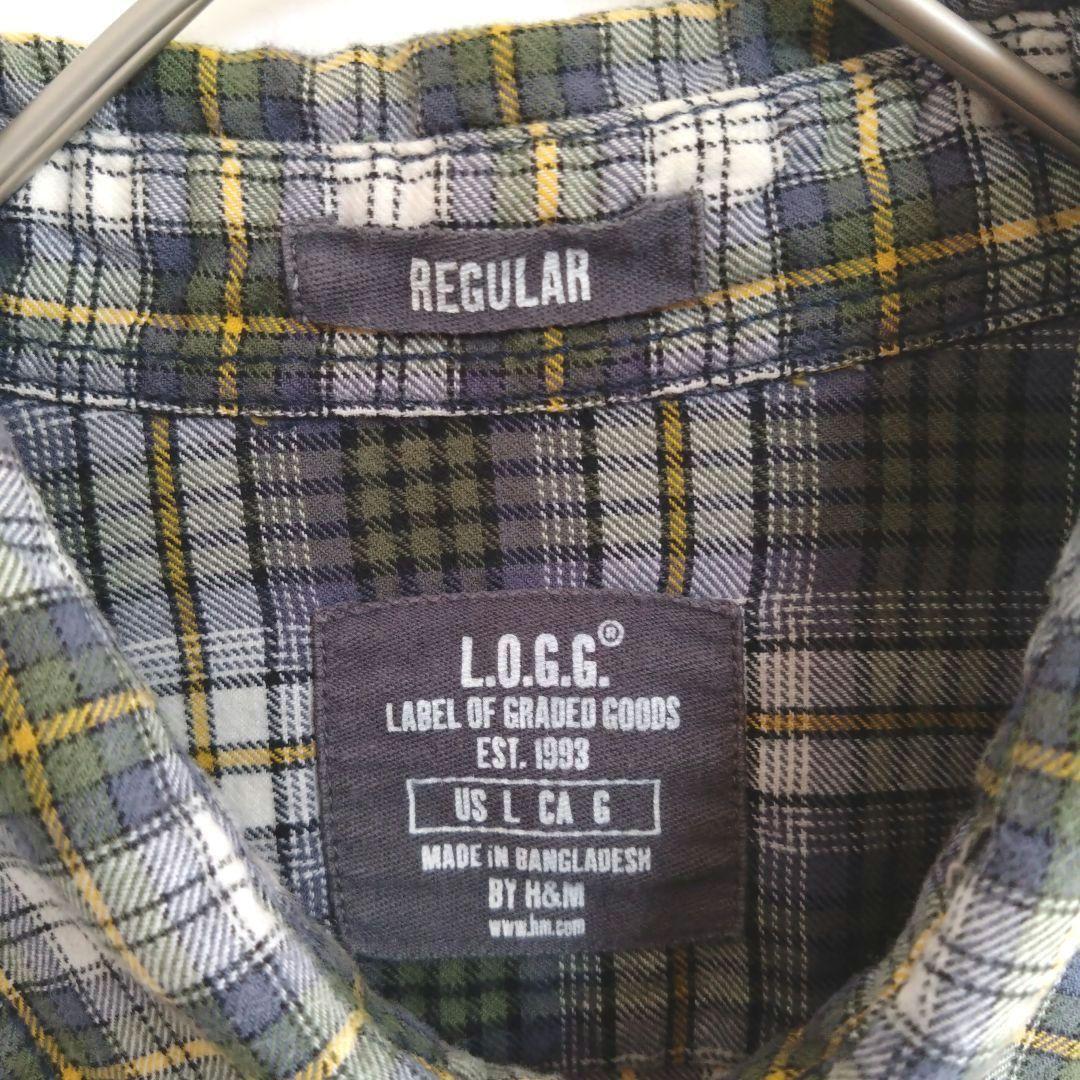 REGULAR
L.O.G.G.®
LABEL OF GRADED GOODS
EST. 1993
US L CA G
MADE iN BANGLADESH
BY H&M
www.hm.com